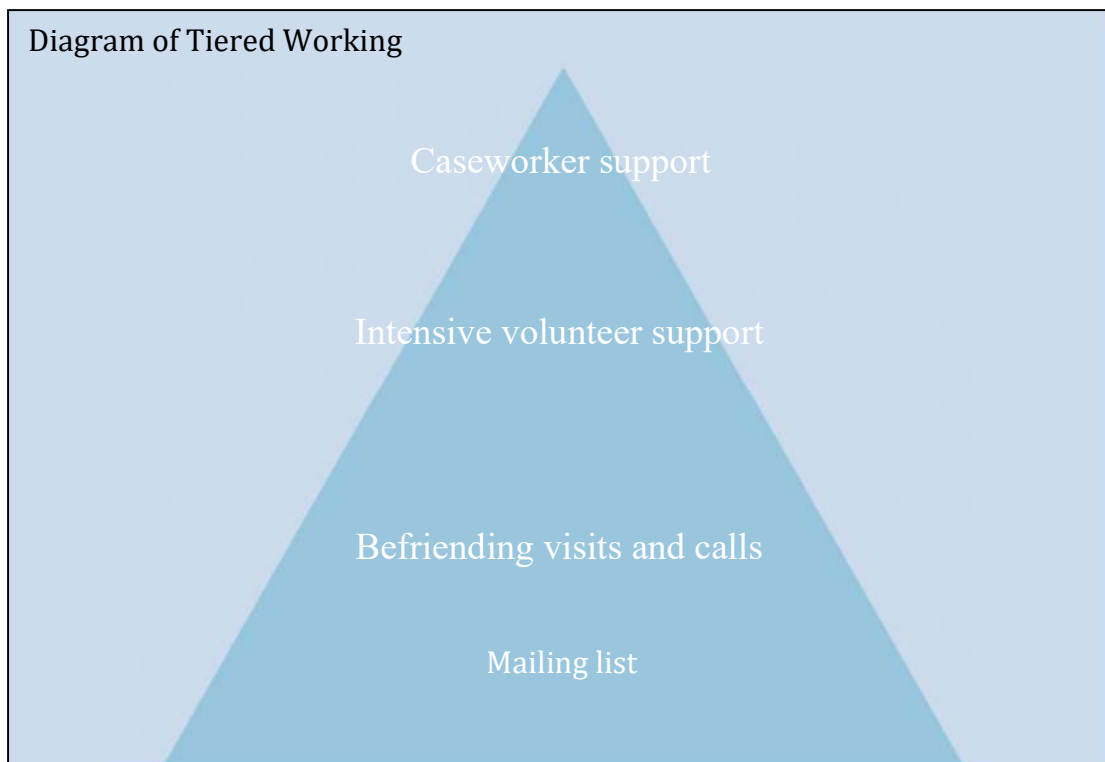 Diagram of Tiered Working
Caseworker support
Intensive volunteer support
Befriending visits and calls
Mailing list